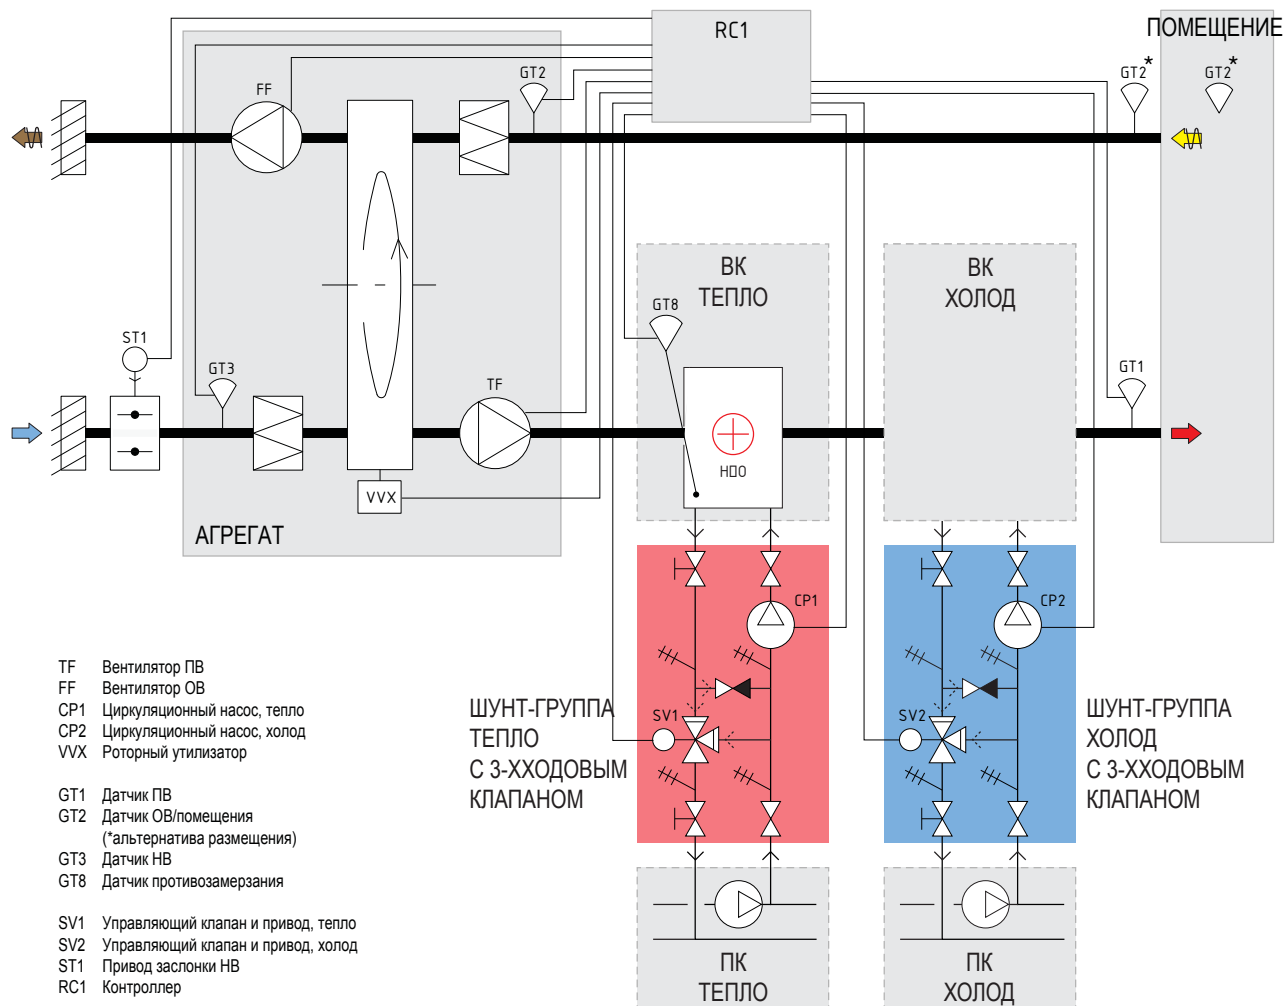 RC1
ПОМЕЩЕНИЕ
GT2
GT2*
GT2*
FF
ВК
ТЕПЛО
ВК
ХОЛОД
GT8
ST1
GT3
TF
GT1
НПО
VVX
АГРЕГАТ
CP1
CP2
TF Вентилятор ПВ
FF Вентилятор ОВ
CP1 Циркуляционный насос, тепло
CP2 Циркуляционный насос, холод
VVX Роторный утилизатор
GT1 Датчик ПВ
GT2 Датчик ОВ/помещения
(*альтернатива размещения)
GT3 Датчик НВ
GT8 Датчик противозамерзания
SV1 Управляющий клапан и привод, тепло
SV2 Управляющий клапан и привод, холод
ST1 Привод заслонки НВ
RC1 Контроллер
ШУНТ-ГРУППА
ТЕПЛО
С 3-ХХОДОВЫМ
КЛАПАНОМ
SV1
SV2
ШУНТ-ГРУППА
ХОЛОД
С 3-ХХОДОВЫМ
КЛАПАНОМ
ПК
ТЕПЛО
ПК
ХОЛОД